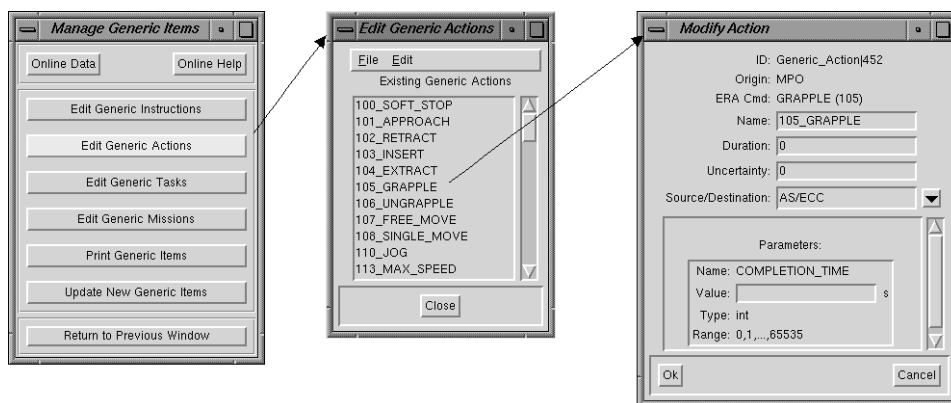 Manage Generic Items
Online Data
Online Help
Edit Generic Instructions
Edit Generic Actions
Edit Generic Tasks
Edit Generic Missions
Print Generic Items
Update New Generic Items
Return to Previous Window
Edit Generic Actions
File Edit
Existing Generic Actions
100_SOFT_STOP
101_APPROACH
102_RETRACT
103_INSERT
104_EXTRACT
105_GRAPPLE
106_UNGRAPPLE
107_FREE_MOVE
108_SINGLE_MOVE
110_JOG
113_MAX_SPEED
Close
Modify Action
ID: Generic_Action|452
Origin: MPO
ERA Cmd: GRAPPLE (105)
Name: 105_GRAPPLE
Duration: 0
Uncertainty: 0
Source/Destination: AS/ECC
Parameters:
Name: COMPLETION_TIME
Value: s
Type: int
Range: 0,1,...,65535
Ok
Cancel